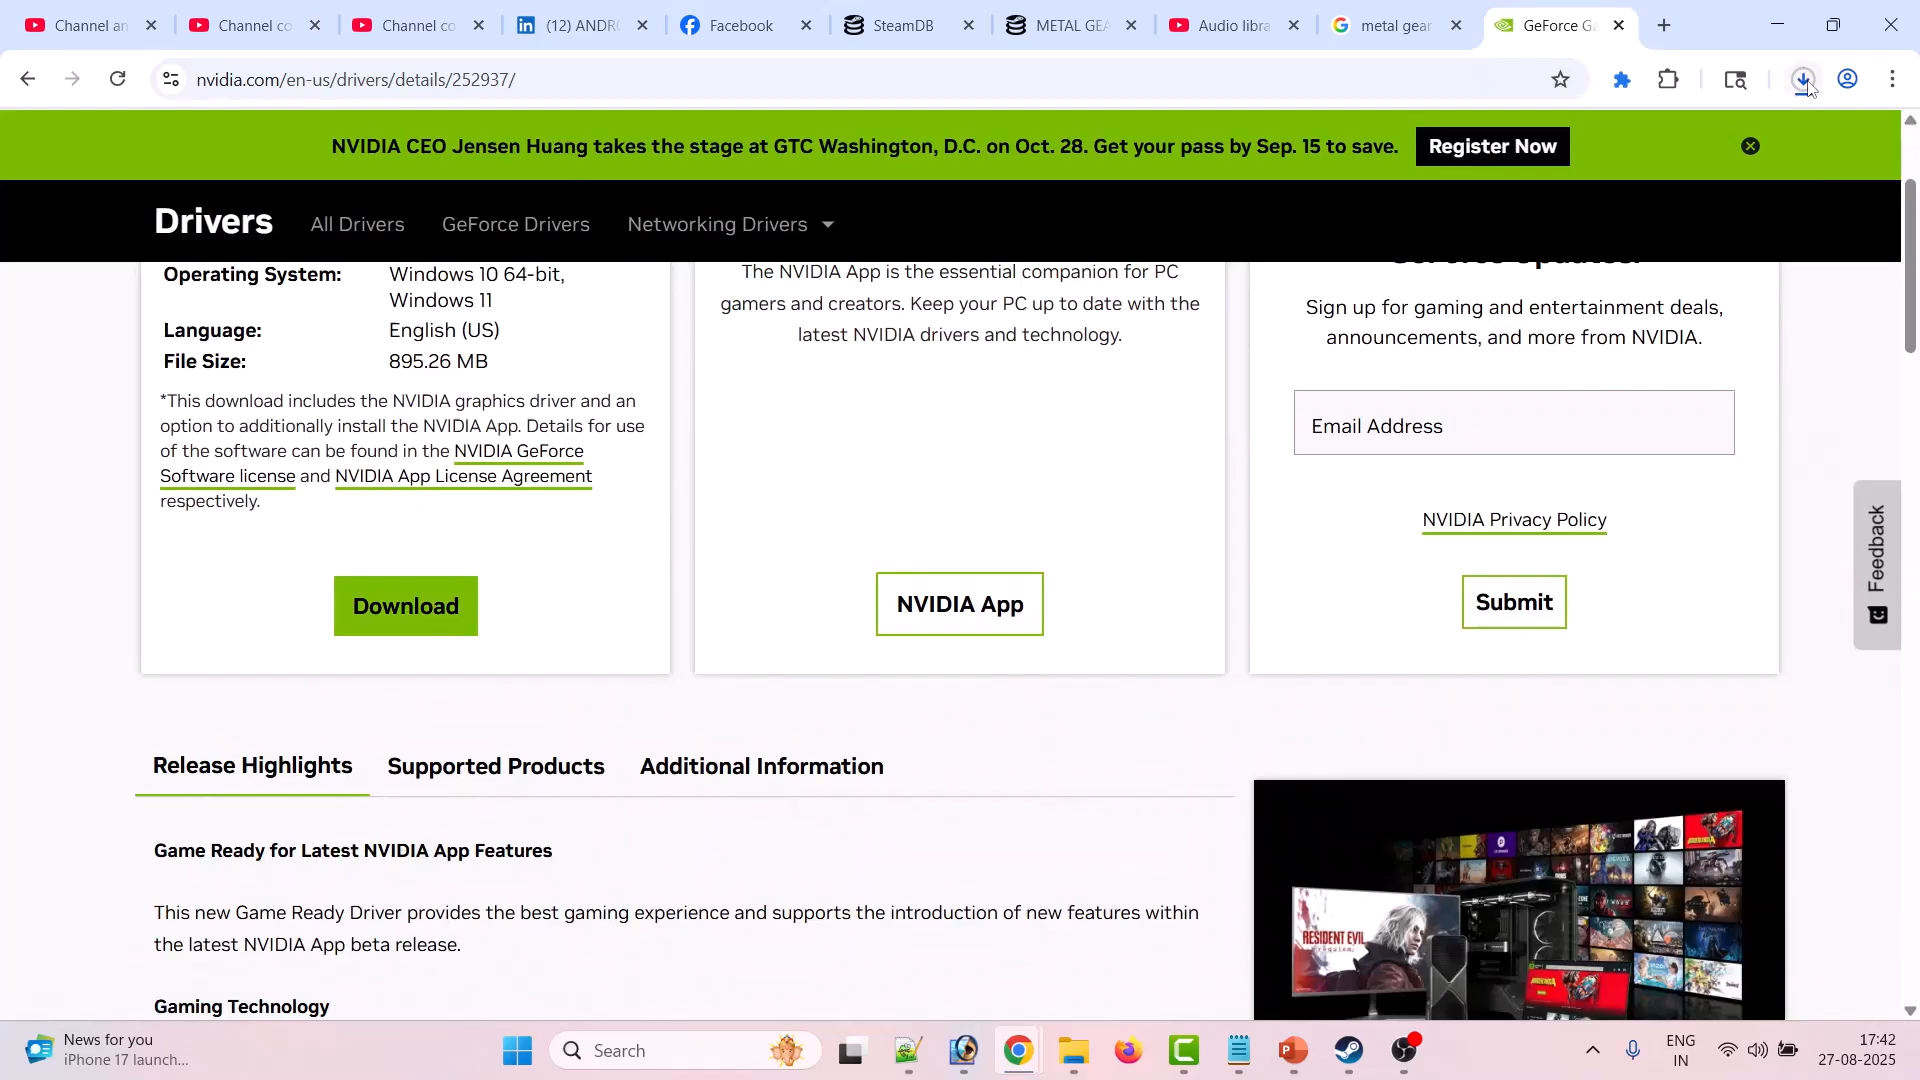 Channel an
Channel co
Channel co
(12) ANDR
Facebook
SteamDB
METAL GEA
Audio libra
metal gear
GeForce Ga
nvidia.com/en-us/drivers/details/252937/
NVIDIA CEO Jensen Huang takes the stage at GTC Washington, D.C. on Oct. 28. Get your pass by Sep. 15 to save.
Register Now
Drivers
All Drivers
GeForce Drivers
Networking Drivers
Operating System:
Windows 10 64-bit,
Windows 11
Language:
English (US)
File Size:
895.26 MB
*This download includes the NVIDIA graphics driver and an
option to additionally install the NVIDIA App. Details for use
of the software can be found in the NVIDIA GeForce
Software license and NVIDIA App License Agreement
respectively.
Download
The NVIDIA App is the essential companion for PC
gamers and creators. Keep your PC up to date with the
latest NVIDIA drivers and technology.
NVIDIA App
Sign up for gaming and entertainment deals,
announcements, and more from NVIDIA.
Email Address
NVIDIA Privacy Policy
Submit
Feedback
Release Highlights
Supported Products
Additional Information
Game Ready for Latest NVIDIA App Features
This new Game Ready Driver provides the best gaming experience and supports the introduction of new features within
the latest NVIDIA App beta release.
Gaming Technology
RESIDENT EVIL
requiem
News for you
iPhone 17 launch...
Search
ENG
IN
17:42
27-08-2025